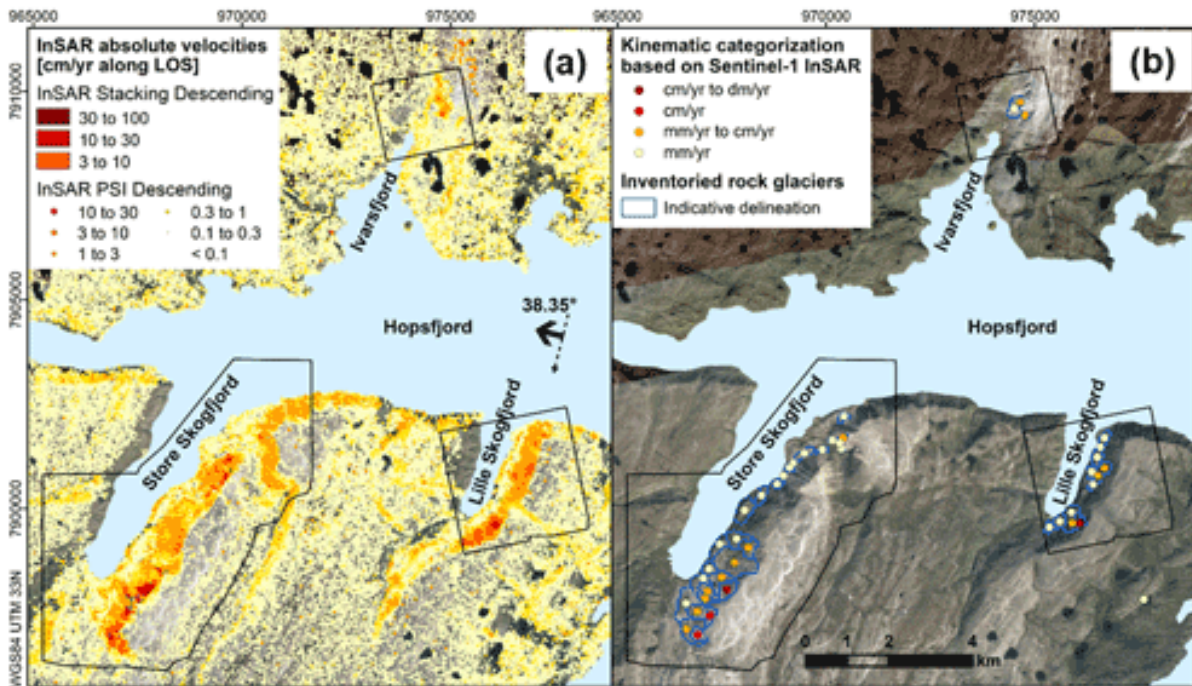 965000
970000
975000
965000
970000
975000
InSAR absolute velocities
[cm/yr along LOS]
InSAR Stacking Descending
30 to 100
10 to 30
3 to 10
InSAR PSI Descending
10 to 30
0.3 to 1
3 to 10
0.1 to 0.3
1 to 3
< 0.1
(a)
Kinematic categorization
based on Sentinel-1 InSAR
cm/yr to dm/yr
cm/yr
mm/yr to cm/yr
mm/yr
Inventoried rock glaciers
Indicative delineation
(b)
7910000
7905000
7900000
WGS84 UTM 33N
Ivarsfjord
38.35°
Hopsfjord
Store Skogfjord
Lille Skogfjord
Ivarsfjord
Hopsfjord
Store Skogfjord
Lille Skogfjord
0 1 2 4
km